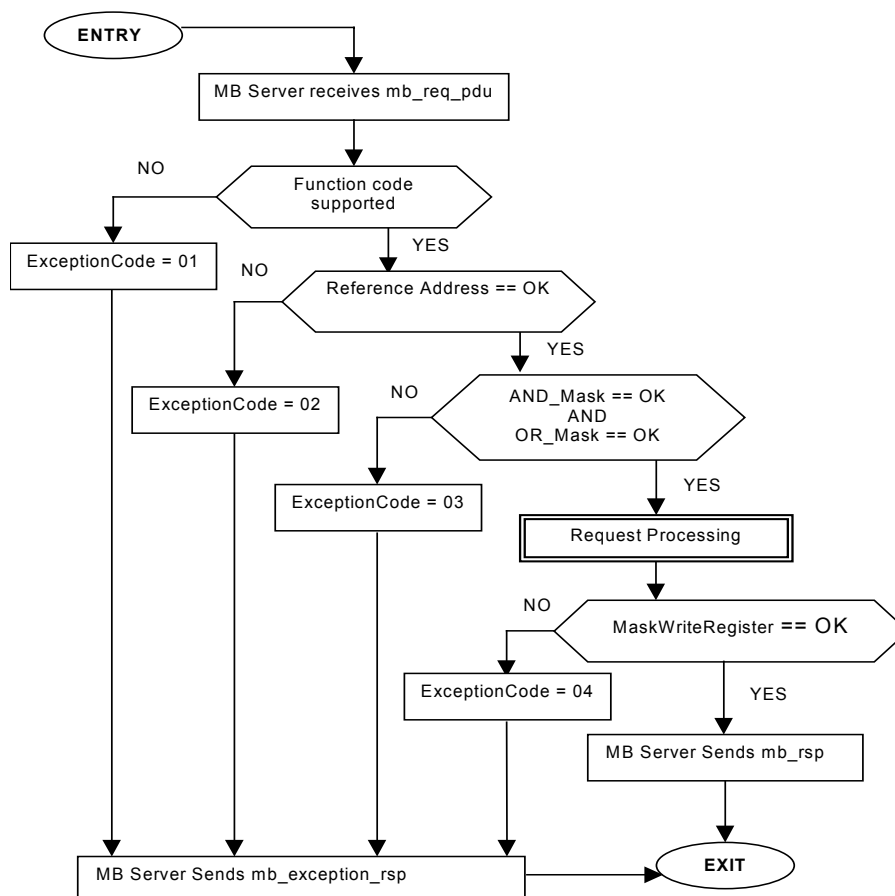 ENTRY
MB Server receives mb_req_pdu
NO
Function code
supported
YES
ExceptionCode = 01
NO
Reference Address == OK
YES
ExceptionCode = 02
NO
AND_Mask == OK
AND
OR_Mask == OK
YES
ExceptionCode = 03
Request Processing
NO
MaskWriteRegister == OK
ExceptionCode = 04
YES
MB Server Sends mb_rsp
MB Server Sends mb_exception_rsp
EXIT